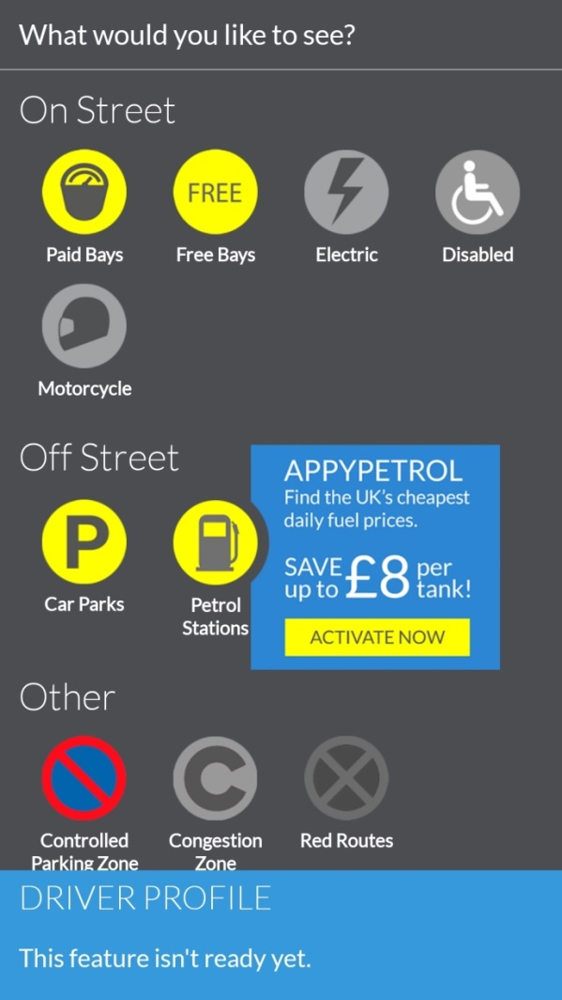 What would you like to see?
On Street
FREE
Paid Bays
Free Bays
Electric
Disabled
Motorcycle
Off Street
P
Car Parks
Petrol
Stations
APPYPETROL
Find the UK's cheapest
daily fuel prices.
SAVE up to £8 per tank!
ACTIVATE NOW
Other
C
Controlled
Parking Zone
Congestion
Zone
Red Routes
DRIVER PROFILE
This feature isn't ready yet.